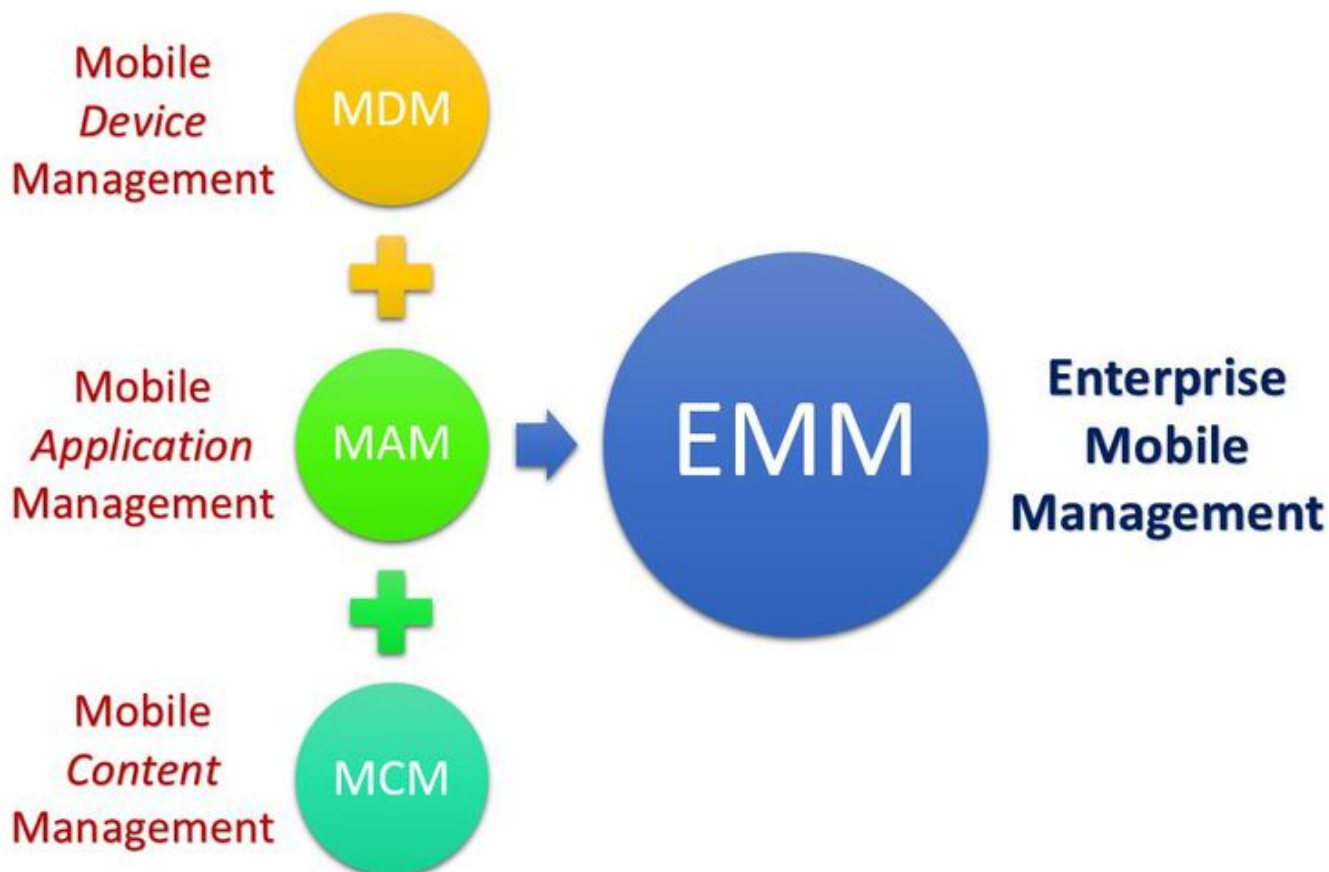 Mobile
Device
Management
MDM
Mobile
Application
Management
MAM
EMM
Enterprise
Mobile
Management
Mobile
Content
Management
MCM